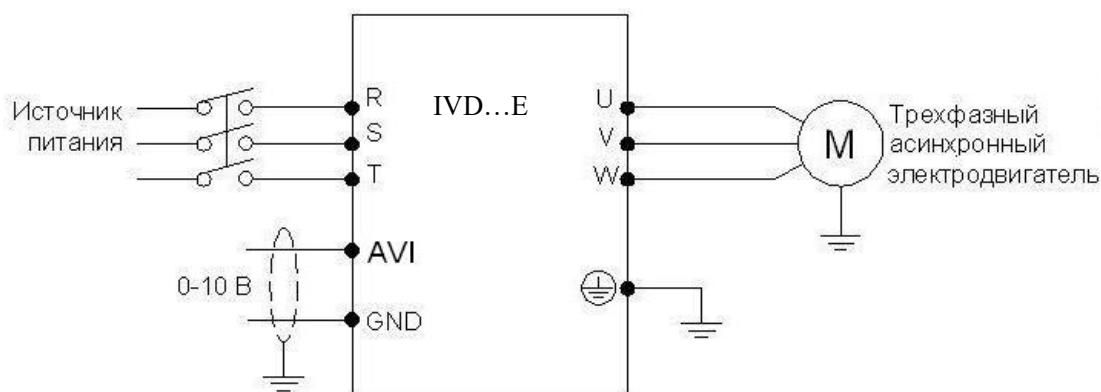 IVD...E
Источник
питания
R
S
T
AVI
0-10 В
GND
U
V
W
M
Трехфазный
асинхронный
электродвигатель